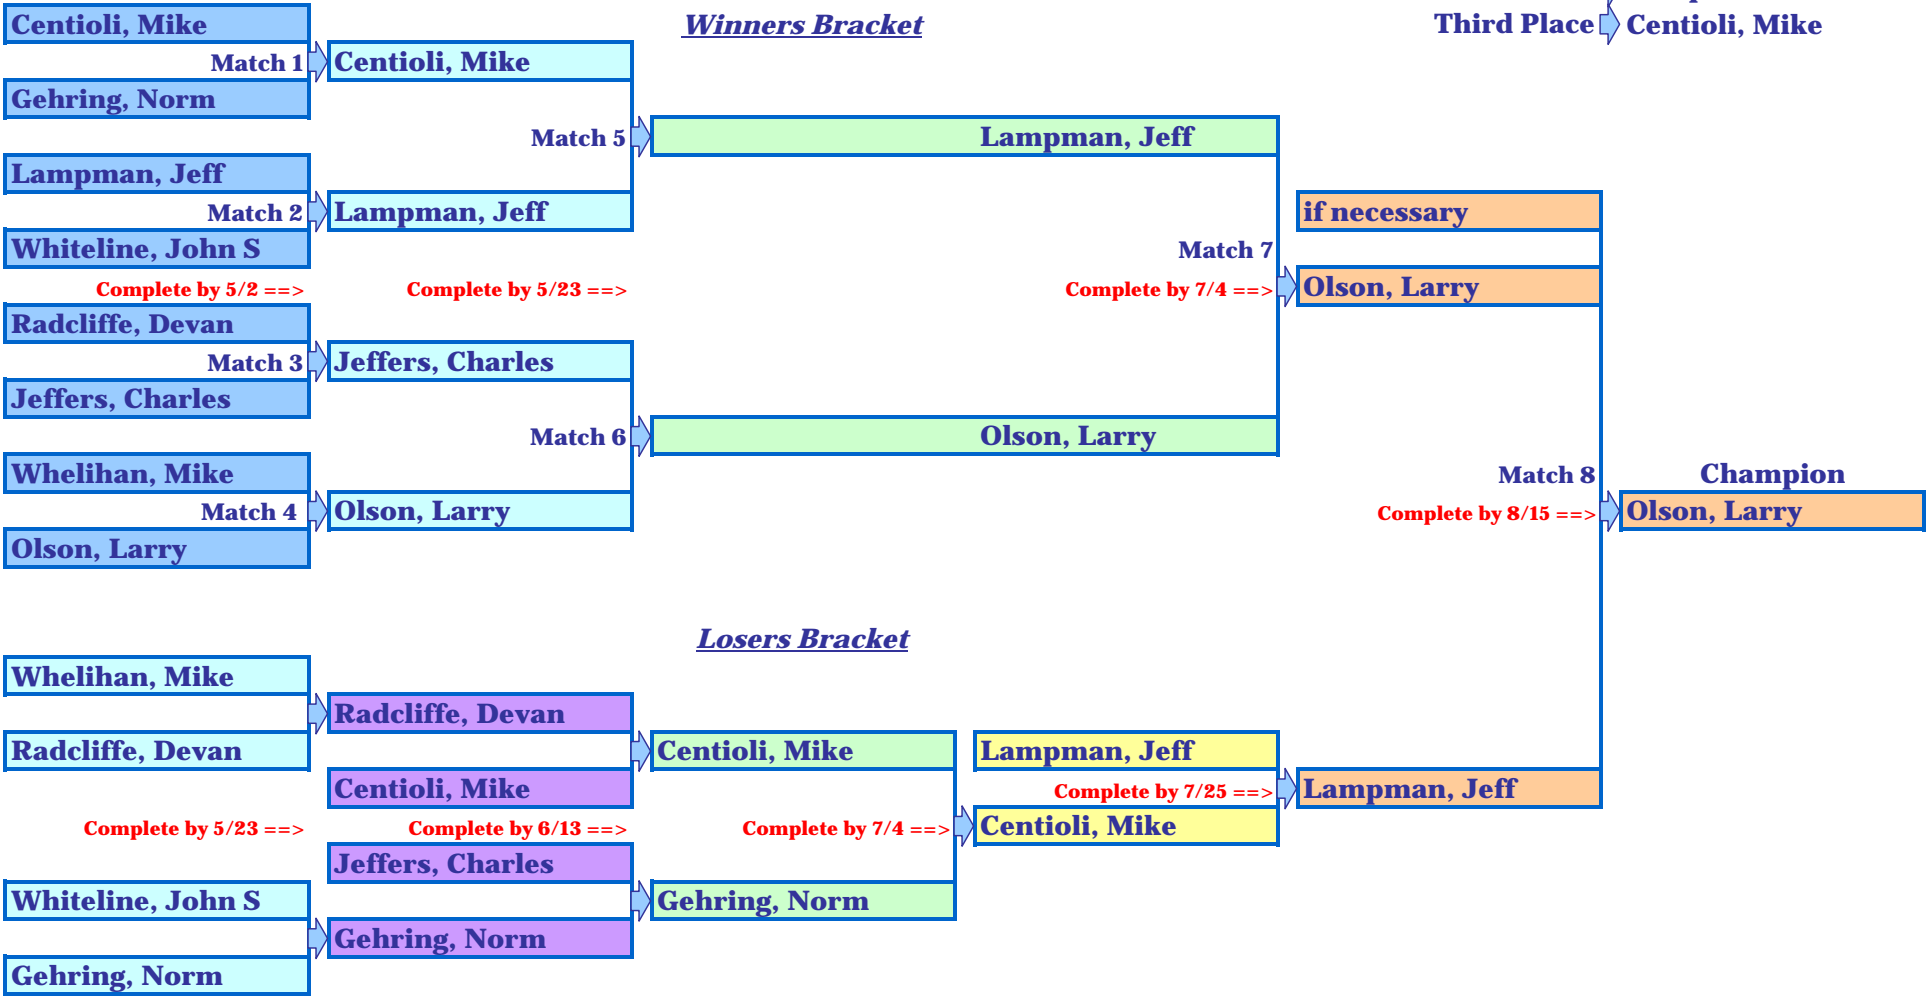 Centioli, Mike
Winners Bracket
Third Place
Centioli, Mike
Match 1
Centioli, Mike
Gehring, Norm
Match 5
Lampman, Jeff
Lampman, Jeff
Match 2
Lampman, Jeff
if necessary
Whiteline, John S
Match 7
Complete by 5/2 ==>
Complete by 5/23 ==>
Complete by 7/4 ==>
Olson, Larry
Radcliffe, Devan
Match 3
Jeffers, Charles
Jeffers, Charles
Match 6
Olson, Larry
Whelihan, Mike
Match 8
Champion
Match 4
Olson, Larry
Complete by 8/15 ==>
Olson, Larry
Olson, Larry
Losers Bracket
Whelihan, Mike
Radcliffe, Devan
Radcliffe, Devan
Centioli, Mike
Lampman, Jeff
Centioli, Mike
Complete by 7/25 ==>
Lampman, Jeff
Complete by 5/23 ==>
Complete by 6/13 ==>
Complete by 7/4 ==>
Centioli, Mike
Jeffers, Charles
Whiteline, John S
Gehring, Norm
Gehring, Norm
Gehring, Norm